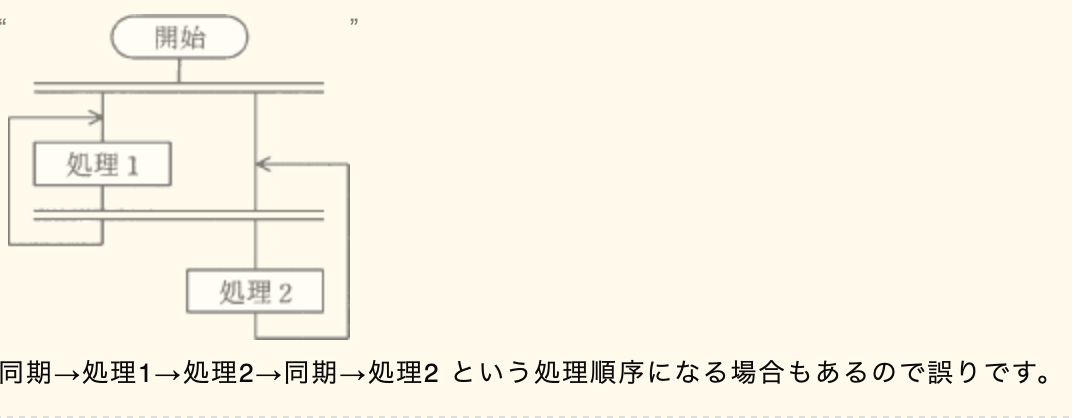 “ ”
開始
処理 1
処理 2
同期→処理1→処理2→同期→処理2 という処理順序になる場合もあるので誤りです。